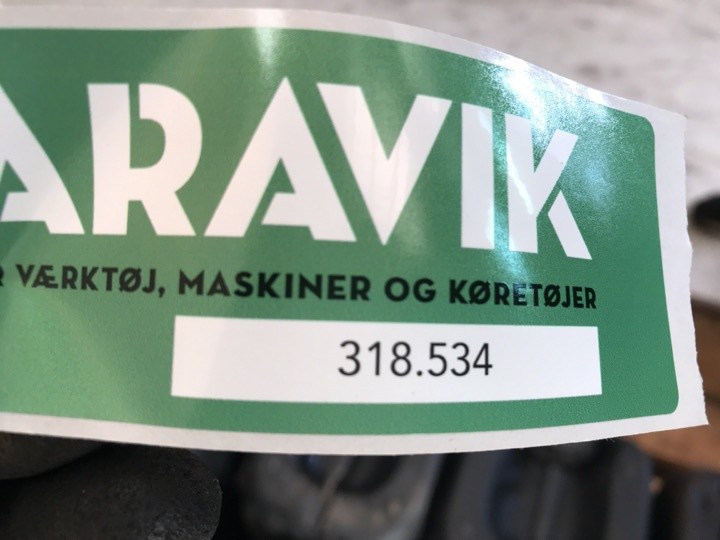 ARAVIK
VÆRKTØJ, MASKINER OG KØRETØJER
318.534